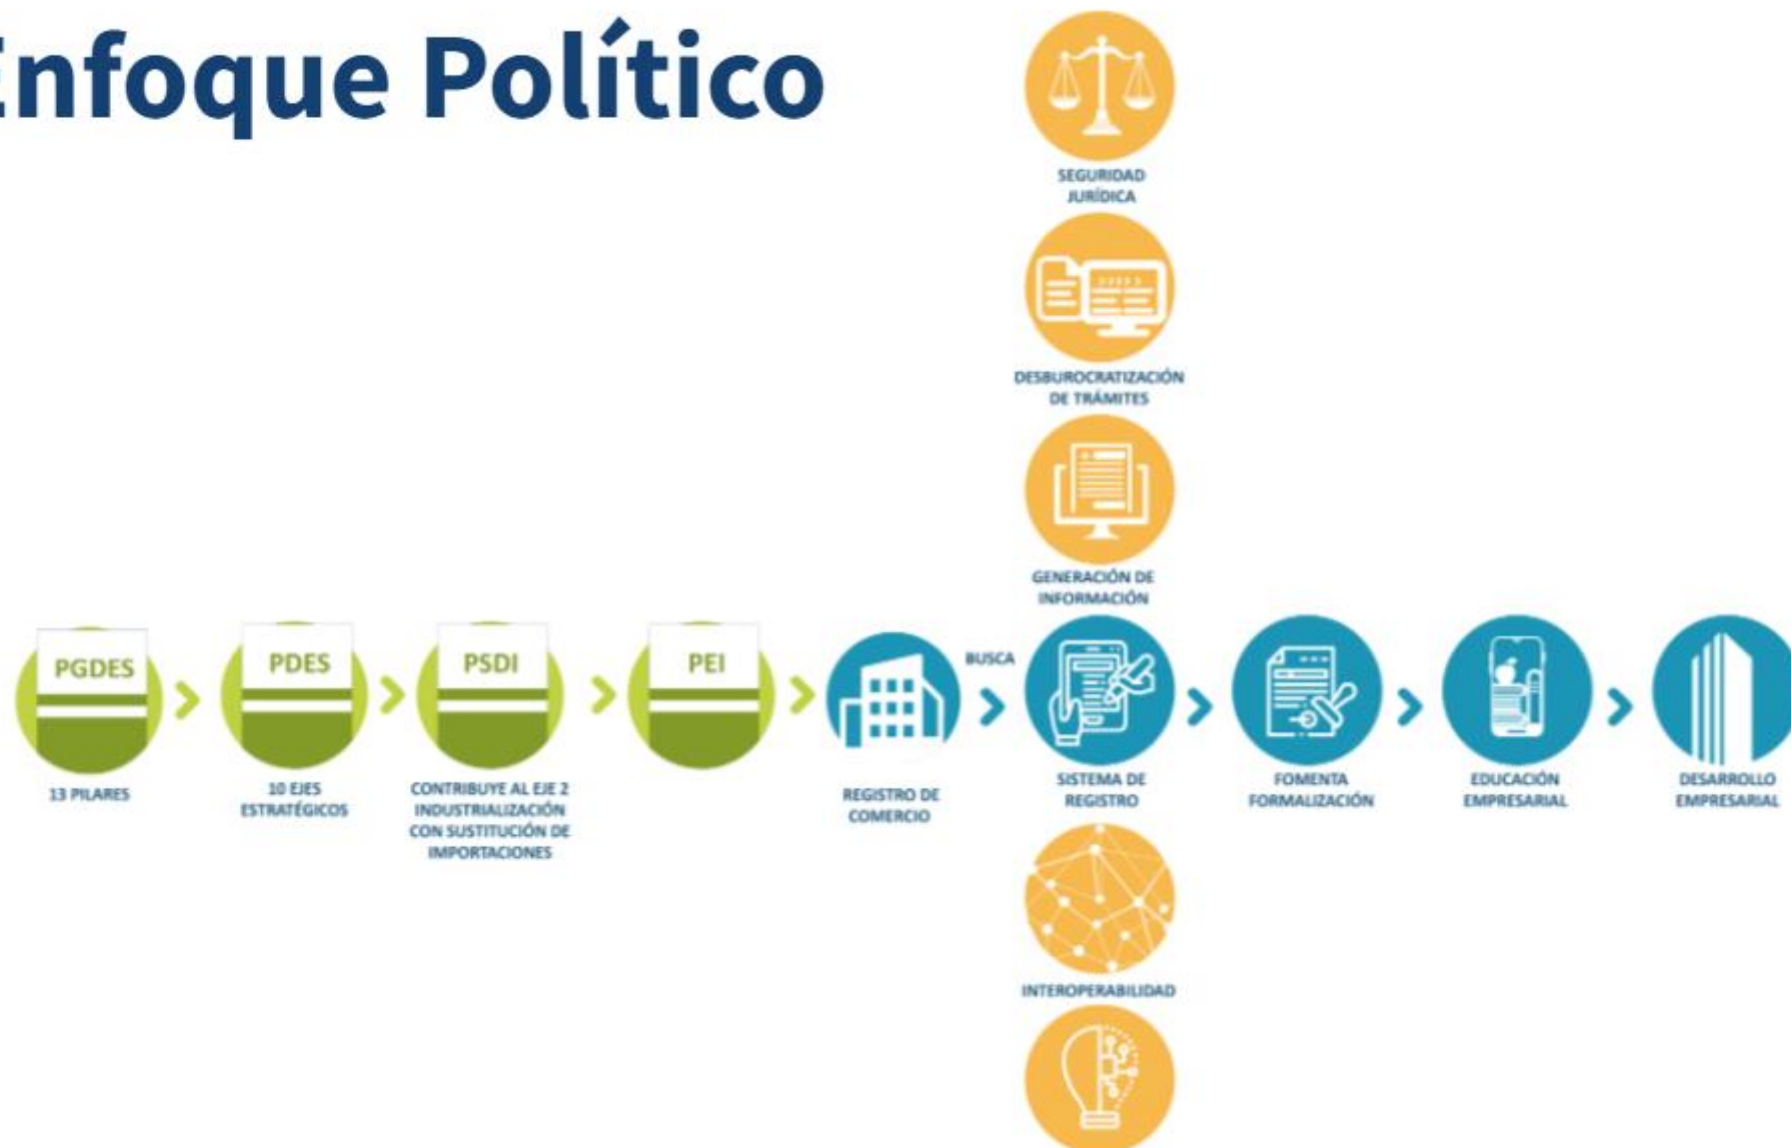 Enfoque Político
SEGURIDAD
JURÍDICA
DESBUROCRATIZACIÓN
DE TRÁMITES
GENERACIÓN DE
INFORMACIÓN
PGDES
PDES
PSDI
PEI
BUSCA
13 PILARES
10 EJES
ESTRATÉGICOS
CONTRIBUYE AL EJE 2
INDUSTRIALIZACIÓN
CON SUSTITUCIÓN DE
IMPORTACIONES
REGISTRO DE
COMERCIO
SISTEMA DE
REGISTRO
FOMENTA
FORMALIZACIÓN
EDUCACIÓN
EMPRESARIAL
DESARROLLO
EMPRESARIAL
INTEROPERABILIDAD